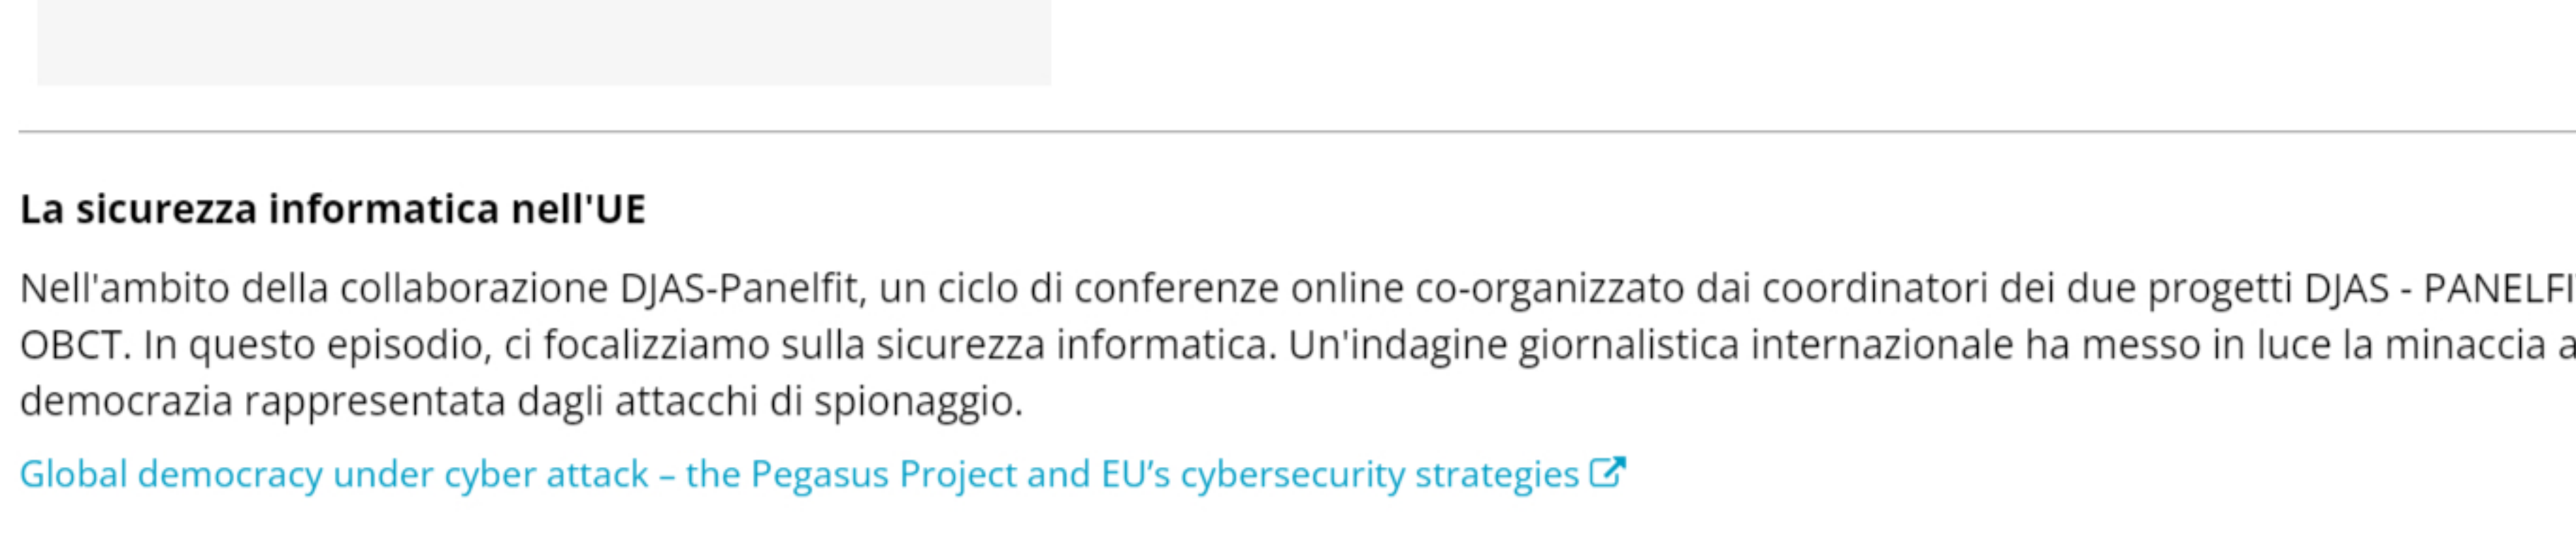 La sicurezza informatica nell'UE
Nell'ambito della collaborazione DJAS-Panelfit, un ciclo di conferenze online co-organizzato dai coordinatori dei due progetti DJAS -
OBCT. In questo episodio, ci focalizziamo sulla sicurezza informatica. Un'indagine giornalistica internazionale ha messo in luce la minaccia
democrazia rappresentata dagli attacchi di spionaggio.
Global democracy under cyber attack – the Pegasus Project and EU’s cybersecurity strategies